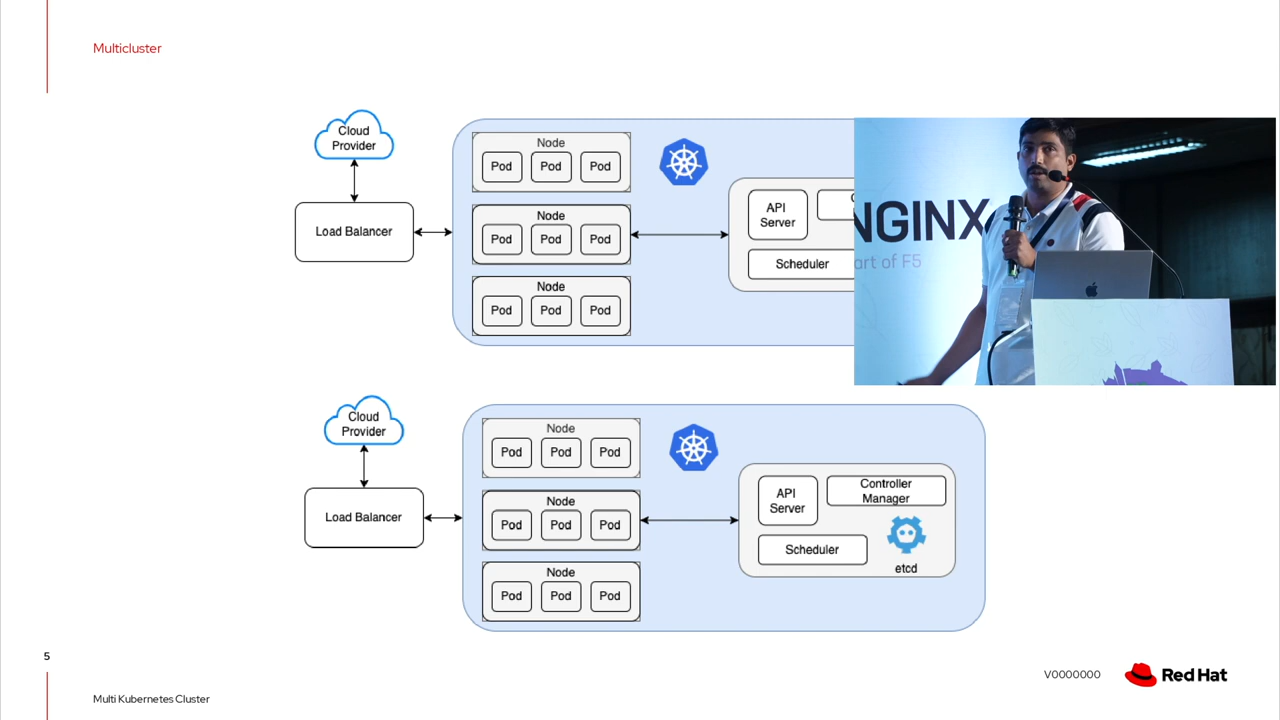 Multicluster
Cloud
Provider
Load Balancer
Node
Pod Pod Pod
Node
Pod Pod Pod
Node
Pod Pod Pod
API
Server
Scheduler
NGINX
art of F5
Cloud
Provider
Load Balancer
Node
Pod Pod Pod
Node
Pod Pod Pod
Node
Pod Pod Pod
API
Server
Controller
Manager
Scheduler
etcd
5
V0000000
Red Hat
Multi Kubernetes Cluster